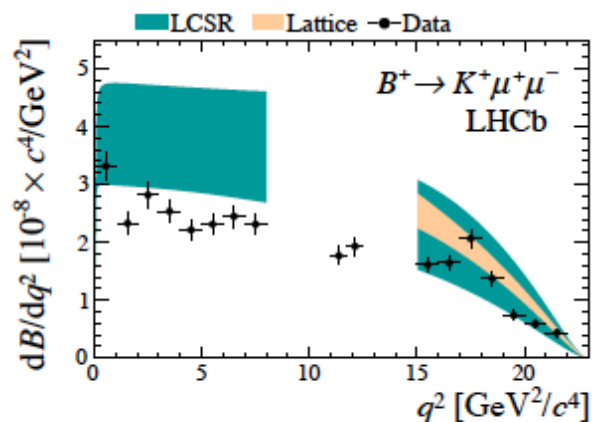 LCSR Lattice Data
B⁺ → K⁺μ⁺μ⁻
LHCb
dB/dq² [10⁻⁸ × c⁴/GeV²]
5
4
3
2
1
0
0 5 10 15 20
q² [GeV²/c⁴]